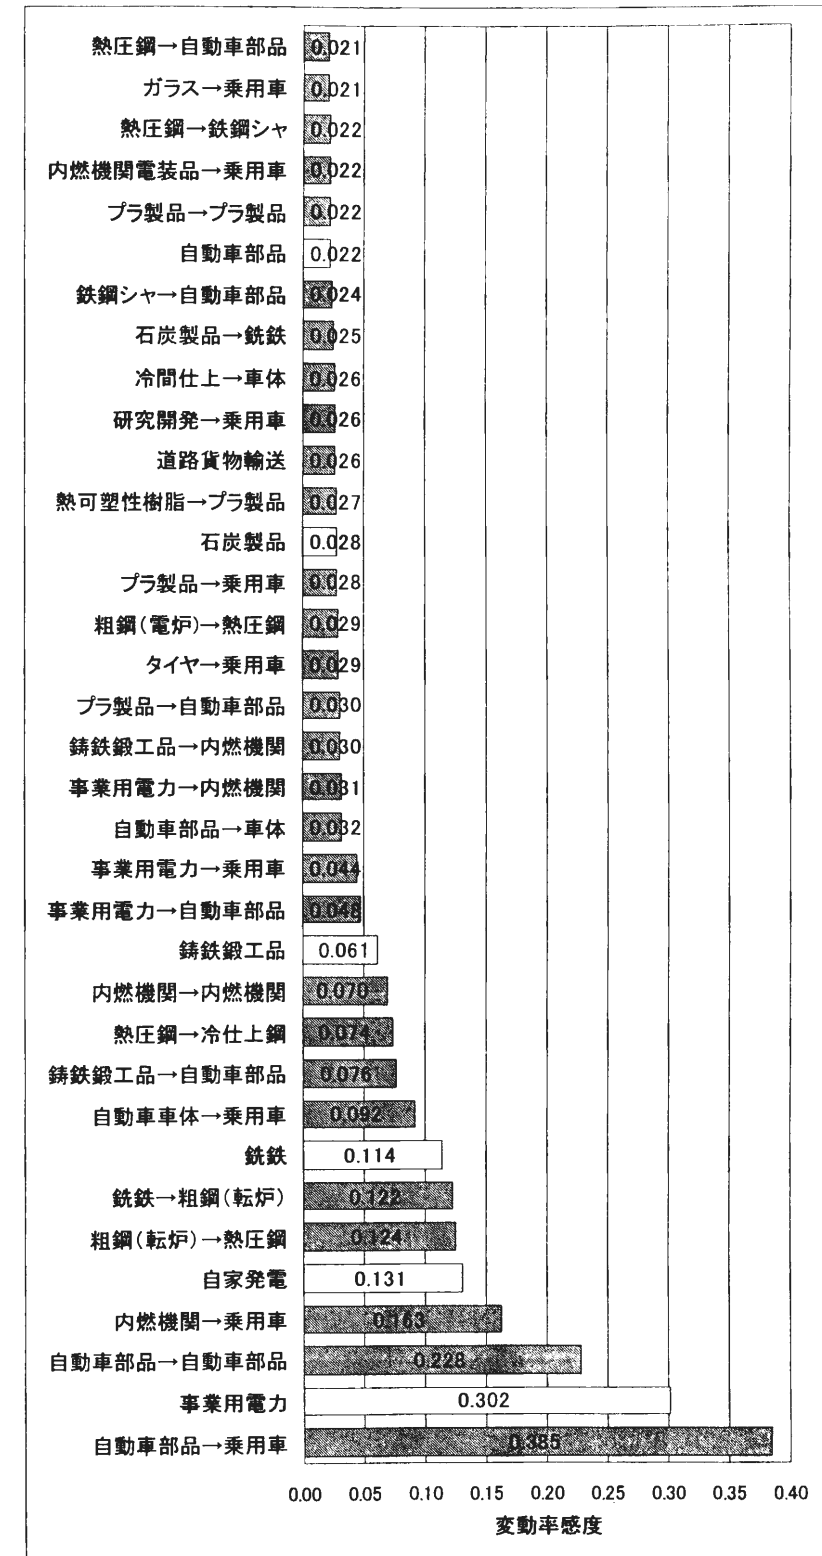 熱圧鋼→自動車部品 0.021
ガラス→乗用車 0.021
熱圧鋼→鉄鋼シャ 0.022
内燃機関電装品→乗用車 0.022
プラ製品→プラ製品 0.022
自動車部品 0.022
鉄鋼シャ→自動車部品 0.024
石炭製品→銑鉄 0.025
冷間仕上→車体 0.026
研究開発→乗用車 0.026
道路貨物輸送 0.026
熱可塑性樹脂→プラ製品 0.027
石炭製品 0.028
プラ製品→乗用車 0.028
粗鋼(電炉)→熱圧鋼 0.029
タイヤ→乗用車 0.029
プラ製品→自動車部品 0.030
鋳鉄鍛工品→内燃機関 0.030
事業用電力→内燃機関 0.031
自動車部品→車体 0.032
事業用電力→乗用車 0.044
事業用電力→自動車部品 0.048
鋳鉄鍛工品 0.061
内燃機関→内燃機関 0.070
熱圧鋼→冷仕上鋼 0.074
鋳鉄鍛工品→自動車部品 0.076
自動車車体→乗用車 0.092
銑鉄 0.114
銑鉄→粗鋼(転炉) 0.122
粗鋼(転炉)→熱圧鋼 0.124
自家発電 0.131
内燃機関→乗用車 0.163
自動車部品→自動車部品 0.228
事業用電力 0.302
自動車部品→乗用車 0.385
0.00 0.05 0.10 0.15 0.20 0.25 0.30 0.35 0.40
変動率感度